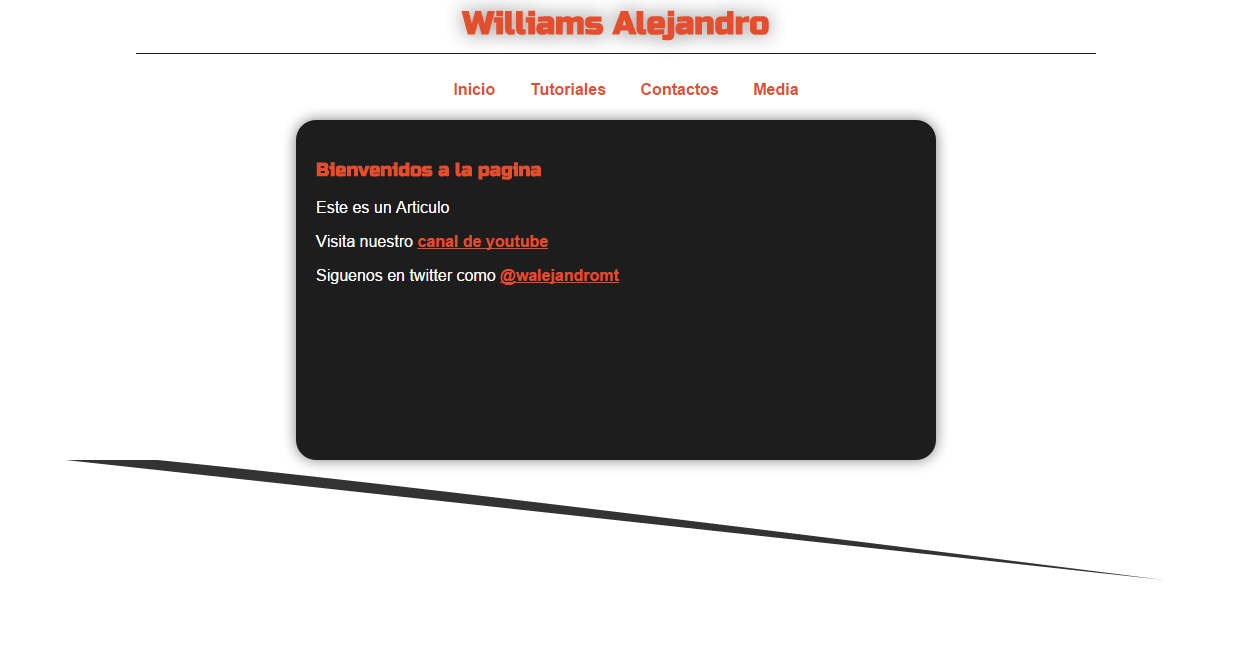 Williams Alejandro
Inicio Tutoriales Contactos Media
Bienvenidos a la pagina
Este es un Articulo
Visita nuestro canal de youtube
Siguenos en twitter como @walejandromt